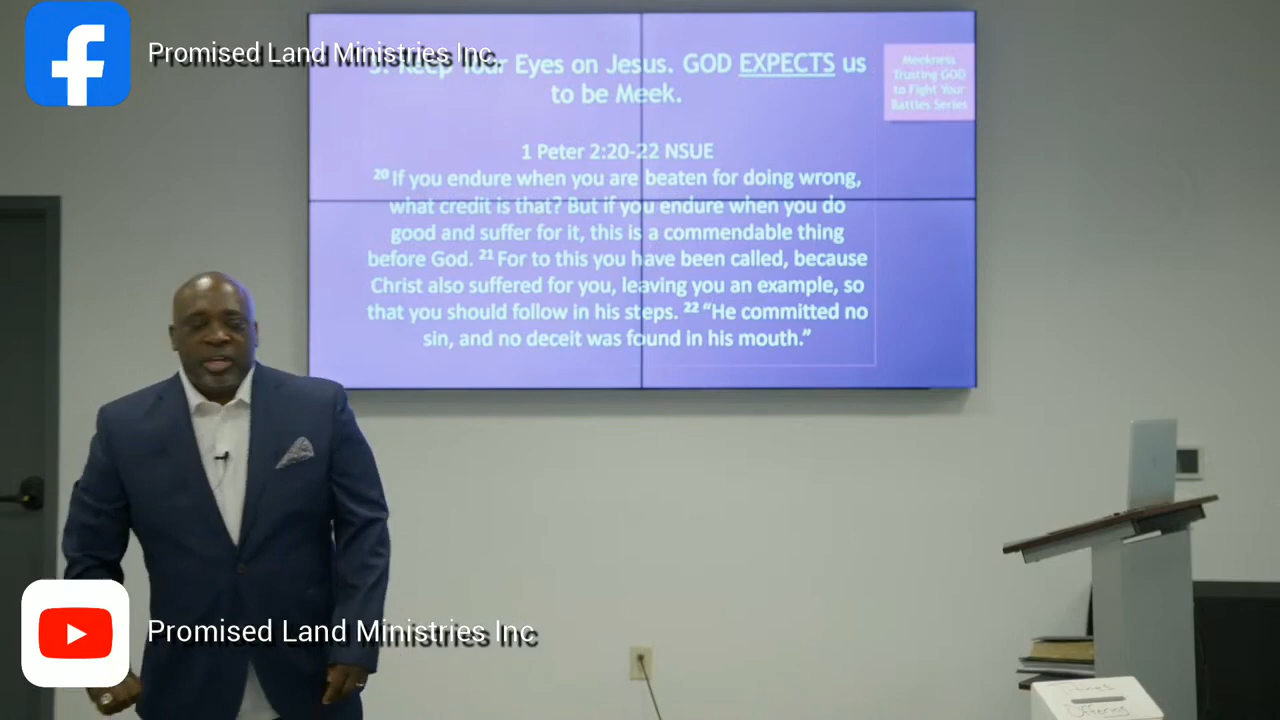 Promised Land Ministries Inc.
Keep Your Eyes on Jesus. GOD EXPECTS us
to be Meek.
Meekness
Trusting GOD
to Fight Your
Battles Series
1 Peter 2:20-22 NSUE
20 If you endure when you are beaten for doing wrong,
what credit is that? But if you endure when you do
good and suffer for it, this is a commendable thing
before God. 21 For to this you have been called, because
Christ also suffered for you, leaving you an example, so
that you should follow in his steps. 22 “He committed no
sin, and no deceit was found in his mouth.”
Promised Land Ministries Inc
Offering